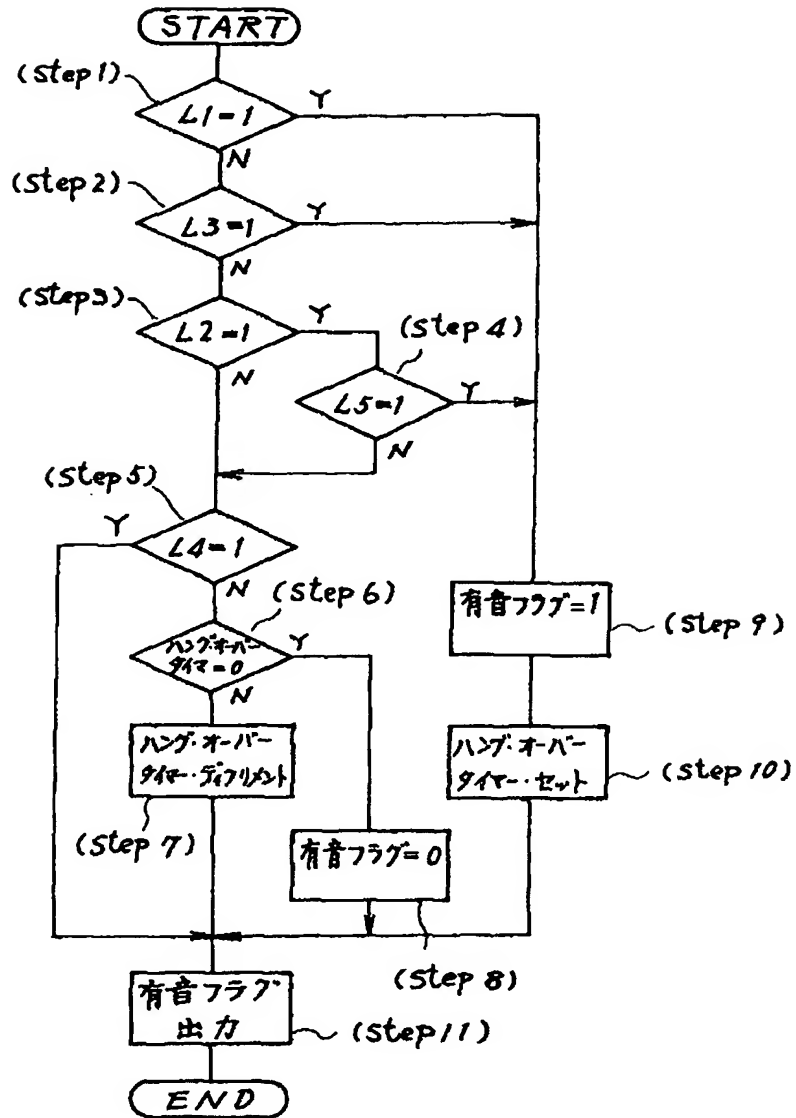 START
(Step 1)
L1=1
Y
N
(Step 2)
L3=1
Y
N
(Step 3)
L2=1
Y
N
(Step 4)
L5=1
Y
N
(Step 5)
Y
L4=1
N
(Step 6)
ハング・オーバー
タイマ=0
Y
N
有音フラグ=1
(Step 9)
ハング・オーバー
タイマー・ディクリメント
(Step 7)
ハング・オーバー
タイマー・セット
(Step 10)
有音フラグ=0
(Step 8)
有音フラグ
出力
(Step 11)
END